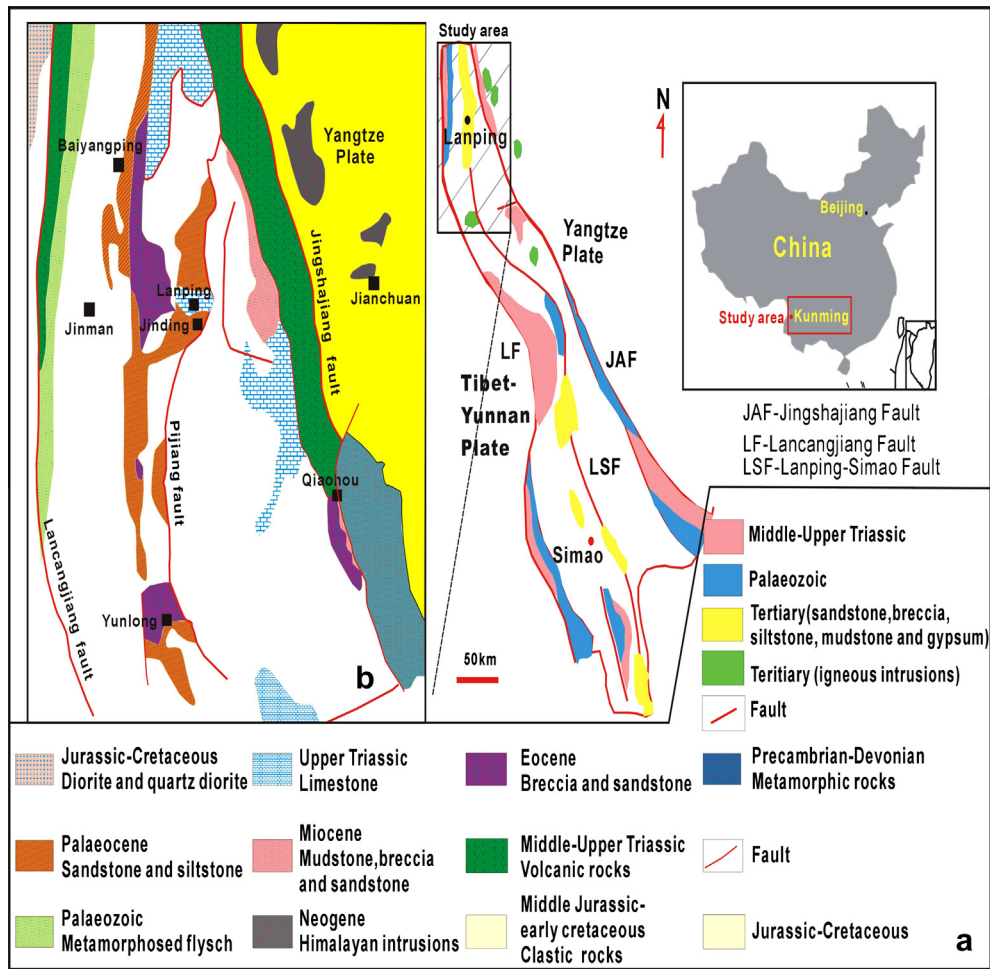 Baiyangping
Yangtze
Plate
Lanping
Jinding
Jinman
Jianchuan
Jingshajiang fault
Pijiang fault
Qiaohou
Lancangjiang fault
Yunlong
b
Study area
Lanping
N
Yangtze
Plate
LF
JAF
Tibet-
Yunnan
Plate
LSF
Simao
50km
Beijing
China
Study area
Kunming
JAF-Jingshajiang Fault
LF-Lancangjiang Fault
LSF-Lanping-Simao Fault
Middle-Upper Triassic
Palaeozoic
Tertiary(sandstone,breccia,
siltstone, mudstone and gypsum)
Teritiary (igneous intrusions)
Fault
Jurassic-Cretaceous
Diorite and quartz diorite
Upper Triassic
Limestone
Eocene
Breccia and sandstone
Precambrian-Devonian
Metamorphic rocks
Palaeocene
Sandstone and siltstone
Miocene
Mudstone,breccia
and sandstone
Middle-Upper Triassic
Volcanic rocks
Fault
Palaeozoic
Metamorphosed flysch
Neogene
Himalayan intrusions
Middle Jurassic-
early cretaceous
Clastic rocks
Jurassic-Cretaceous
a